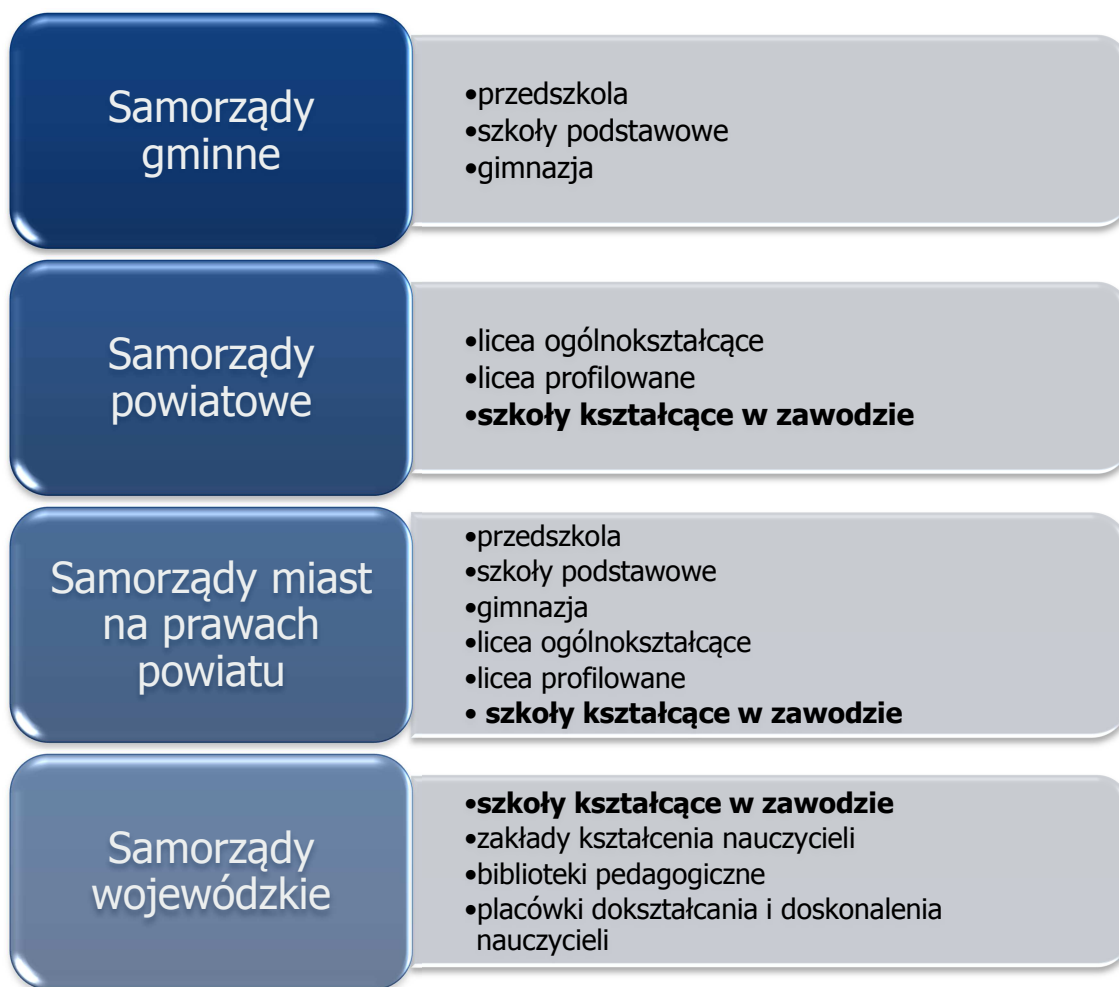 Samorządy
gminne
•przedszkola
•szkoły podstawowe
•gimnazja
Samorządy
powiatowe
•licea ogólnokształcące
•licea profilowane
•szkoły kształcące w zawodzie
Samorządy miast
na prawach
powiatu
•przedszkola
•szkoły podstawowe
•gimnazja
•licea ogólnokształcące
•licea profilowane
• szkoły kształcące w zawodzie
Samorządy
wojewódzkie
•szkoły kształcące w zawodzie
•zakłady kształcenia nauczycieli
•biblioteki pedagogiczne
•placówki dokształcania i doskonalenia
nauczycieli